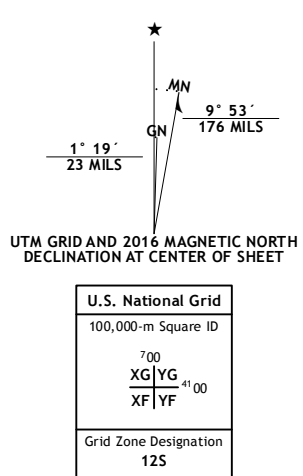 ★
MN
GN
1° 19´
23 MILS
9° 53´
176 MILS
UTM GRID AND 2016 MAGNETIC NORTH
DECLINATION AT CENTER OF SHEET
U.S. National Grid
100,000-m Square ID
700
XG YG
4100
XF YF
Grid Zone Designation
12S